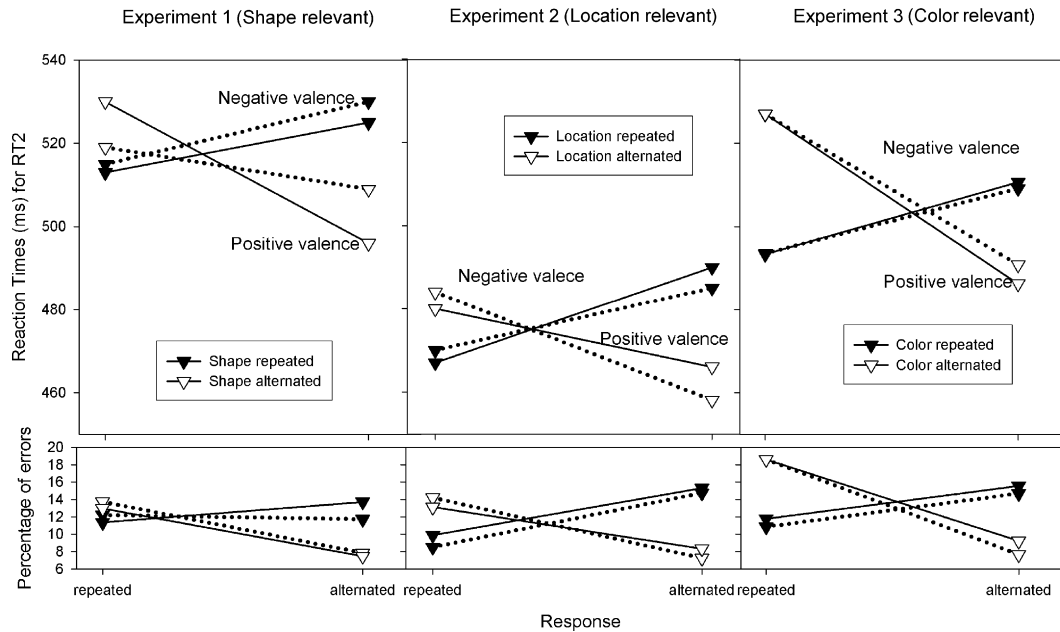 Experiment 1 (Shape relevant)
Experiment 2 (Location relevant)
Experiment 3 (Color relevant)
Reaction Times (ms) for RT2
540
520
500
480
460
Negative valence
Positive valence
Shape repeated
Shape alternated
Location repeated
Location alternated
Negative valece
Positive valence
Negative valence
Positive valence
Color repeated
Color alternated
Percentage of errors
20
18
16
14
12
10
8
6
repeated
alternated
repeated
alternated
repeated
alternated
Response